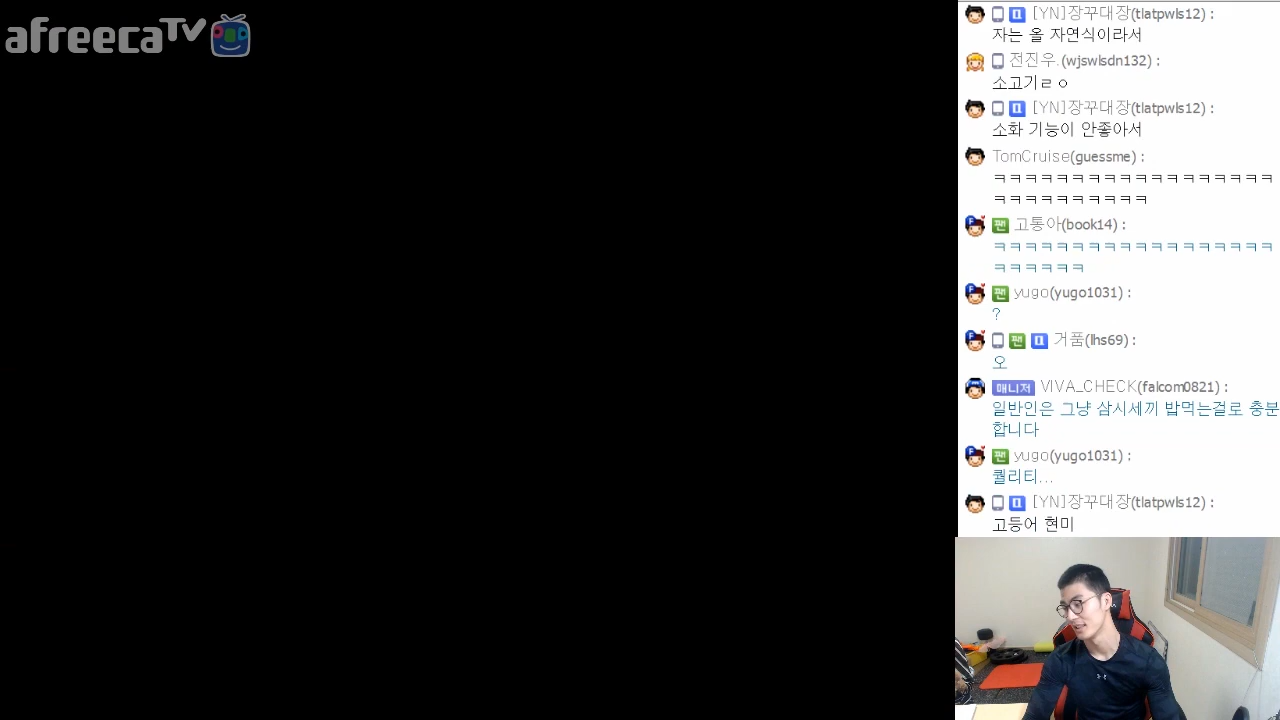 afreecaTV
[YN]장꾸대장(tlatpwls12) :
자는 올 자연식이라서
전진우.(wjswlsdn132) :
소고기ㄹㅇ
[YN]장꾸대장(tlatpwls12) :
소화 기능이 안좋아서
TomCruise(guessme) :
ㅋㅋㅋㅋㅋㅋㅋㅋㅋㅋㅋㅋㅋㅋㅋㅋㅋㅋ
ㅋㅋㅋㅋㅋㅋㅋㅋㅋㅋ
팬 고통아(book14) :
ㅋㅋㅋㅋㅋㅋㅋㅋㅋㅋㅋㅋㅋㅋㅋㅋㅋㅋ
ㅋㅋㅋㅋㅋㅋ
팬 yugo(yugo1031) :
?
팬 거품(lhs69) :
오
매니저 VIVA_CHECK(falcom0821) :
일반인은 그냥 삼시세끼 밥먹는걸로 충분
합니다
팬 yugo(yugo1031) :
퀄리티...
[YN]장꾸대장(tlatpwls12) :
고등어 현미